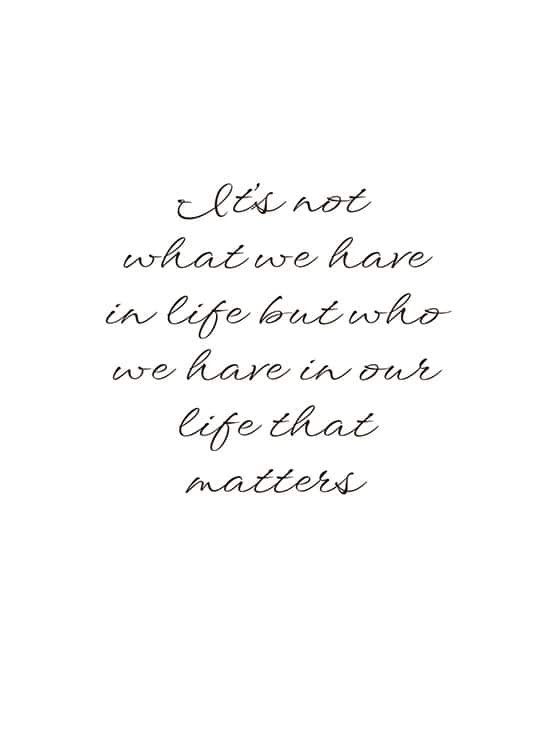 It's not
what we have
in life but who
we have in our
life that
matters